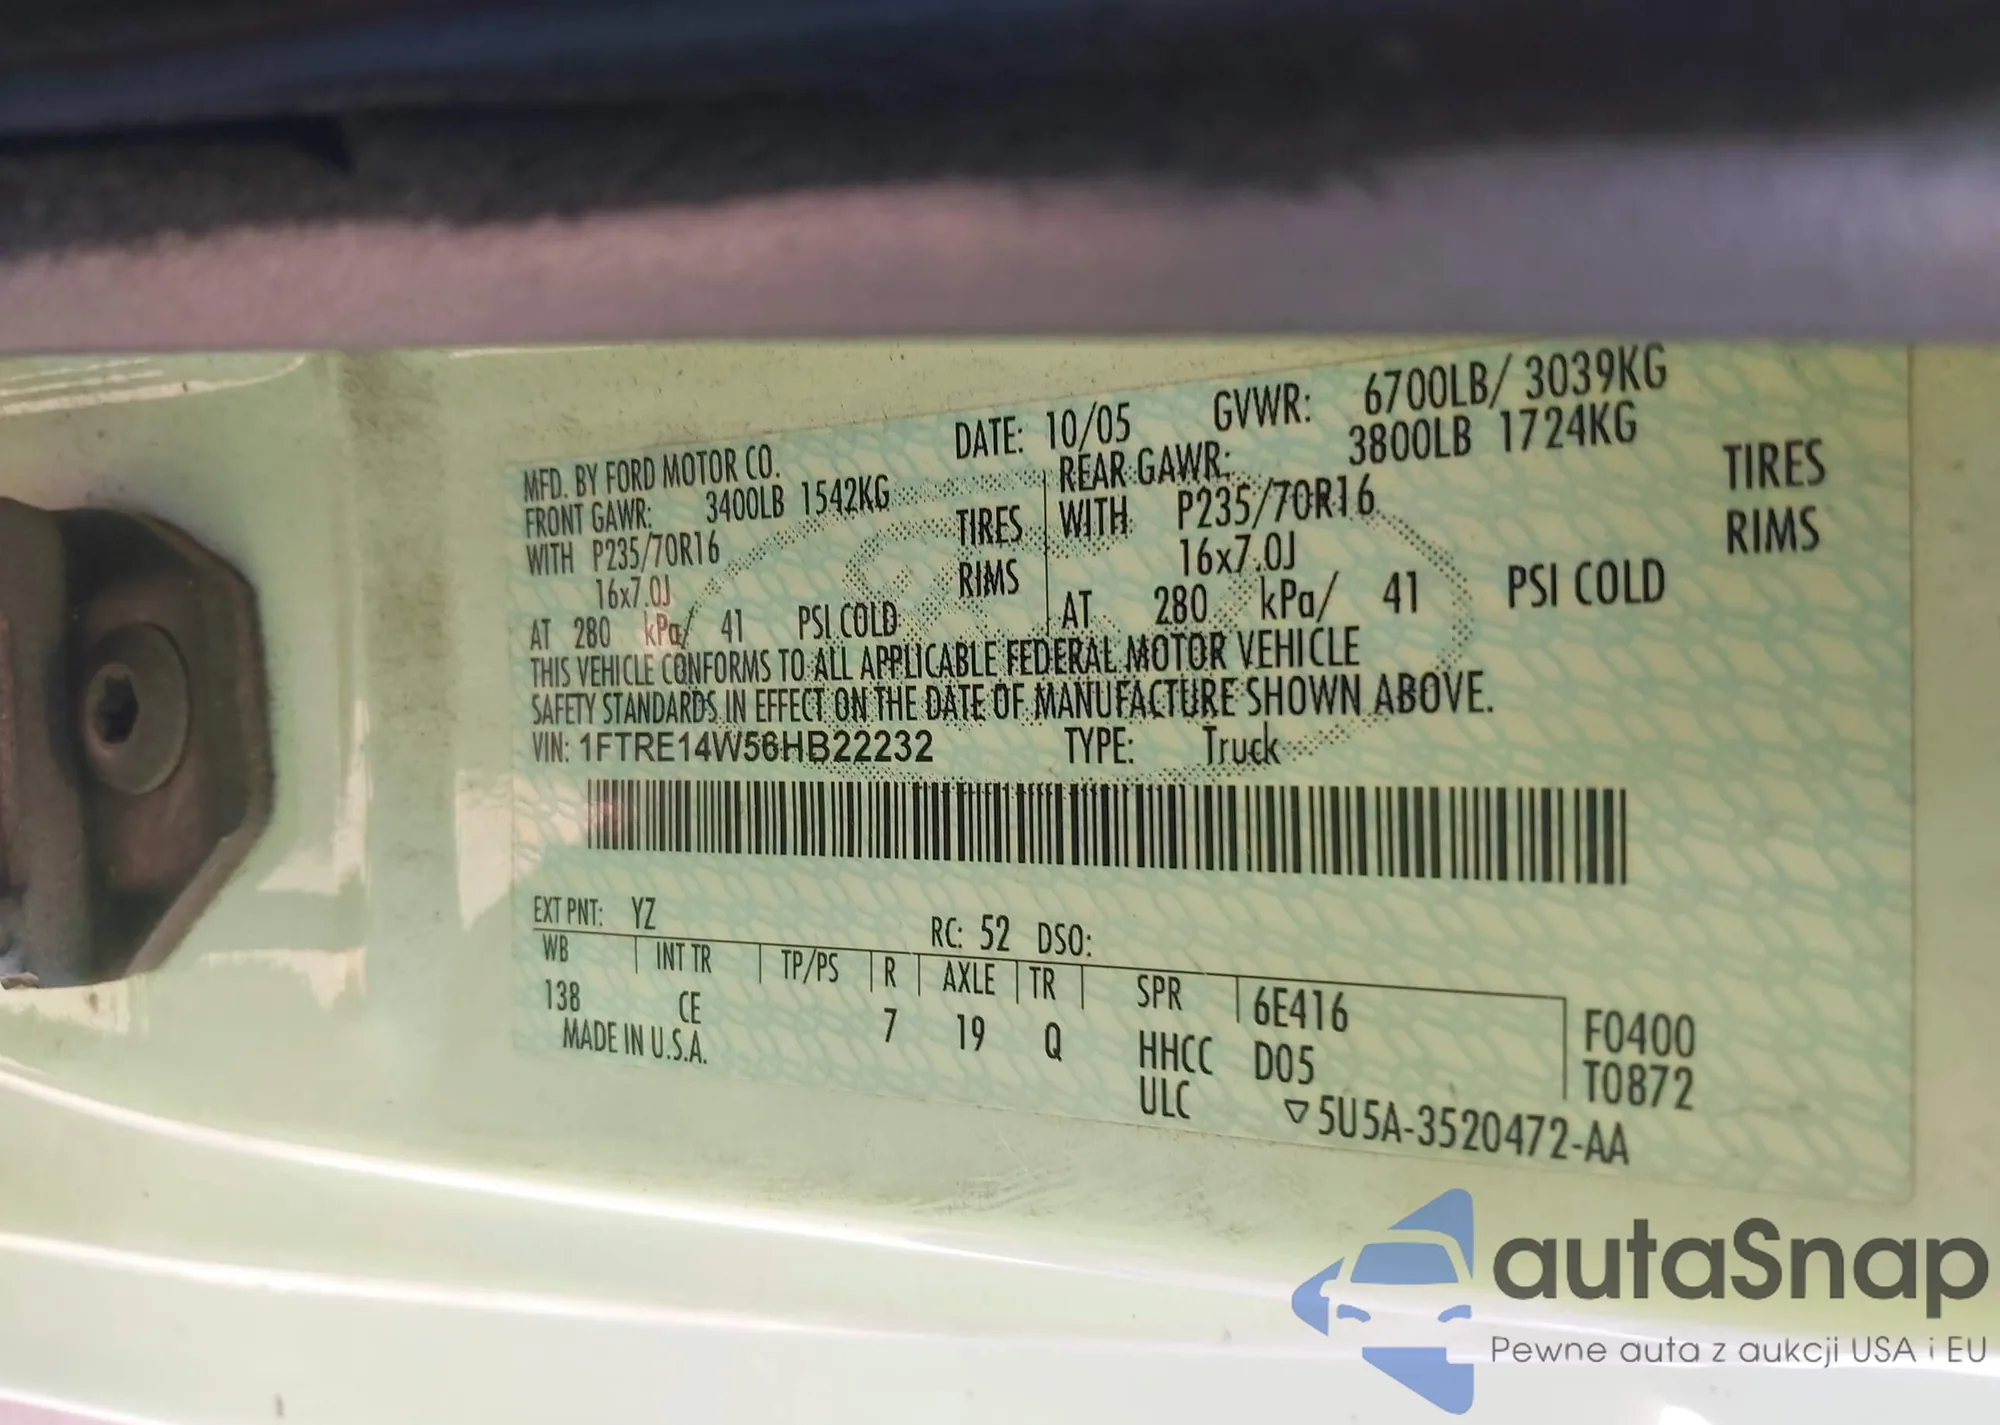 MFD. BY FORD MOTOR CO. DATE: 10/05 GVWR: 6700LB/ 3039KG
FRONT GAWR: 3400LB 1542KG REAR GAWR: 3800LB 1724KG
WITH P235/70R16 TIRES WITH P235/70R16 TIRES
16x7.0J RIMS 16x7.0J RIMS
AT 280 kPa/ 41 PSI COLD AT 280 kPa/ 41 PSI COLD
THIS VEHICLE CONFORMS TO ALL APPLICABLE FEDERAL MOTOR VEHICLE
SAFETY STANDARDS IN EFFECT ON THE DATE OF MANUFACTURE SHOWN ABOVE.
VIN: 1FTRE14W56HB22232 TYPE: Truck
EXT PNT: YZ RC: 52 DSO:
WB INT TR TP/PS R AXLE TR SPR 6E416 F0400
138 CE 7 19 Q HHCC D05 T0872
MADE IN U.S.A. ULC ▽5U5A-3520472-AA
autaSnap
Pewne auta z aukcji USA i EU